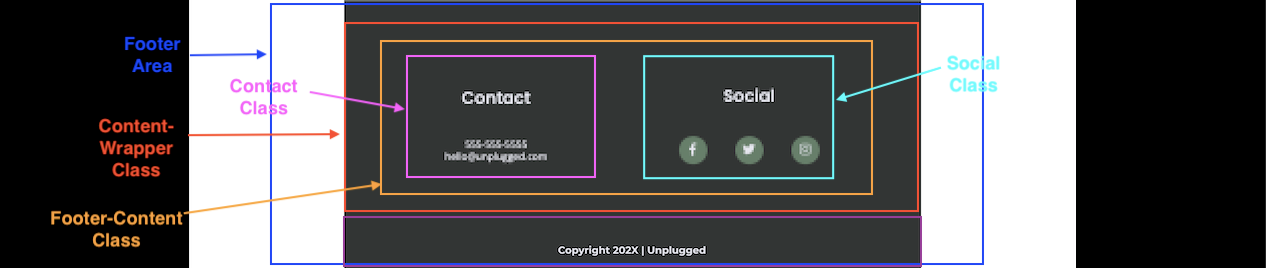 Footer
Area
Contact
Class
Content-
Wrapper
Class
Footer-Content
Class
Contact
555-555-5555
hello@unplugged.com
Social
Social
Class
Copyright 202X | Unplugged